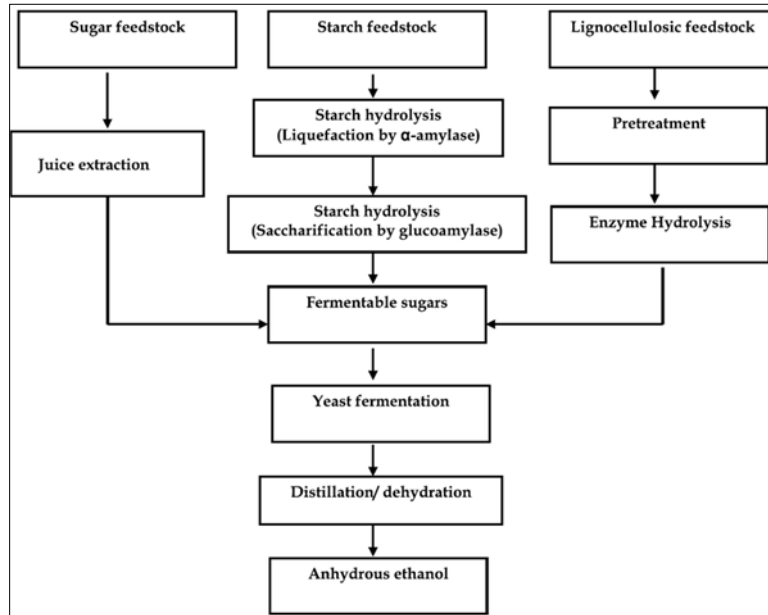 Sugar feedstock
Starch feedstock
Lignocellulosic feedstock
Starch hydrolysis
(Liquefaction by α-amylase)
Pretreatment
Juice extraction
Starch hydrolysis
(Saccharification by glucoamylase)
Enzyme Hydrolysis
Fermentable sugars
Yeast fermentation
Distillation/ dehydration
Anhydrous ethanol